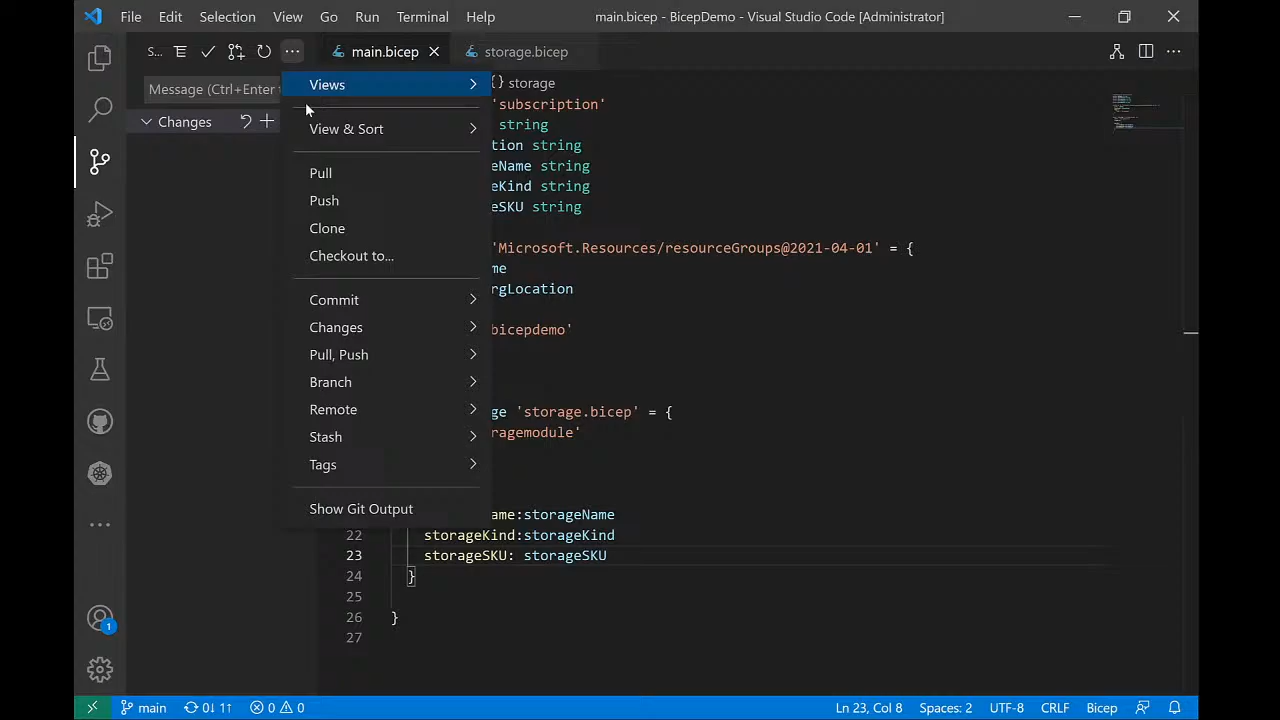 File Edit Selection View Go Run Terminal Help main.bicep - BicepDemo - Visual Studio Code [Administrator]
S... main.bicep storage.bicep
Message (Ctrl+Enter
Changes
Views
View & Sort
Pull
Push
Clone
Checkout to...
Commit
Changes
Pull, Push
Branch
Remote
Stash
Tags
Show Git Output
{} storage
'subscription'
string
tion string
eName string
eKind string
eSKU string
'Microsoft.Resources/resourceGroups@2021-04-01' = {
me
rgLocation
bicepdemo'
ge 'storage.bicep' = {
ragemodule'
name:storageName
22 storageKind:storageKind
23 storageSKU: storageSKU
24 }
25
26 }
27
1
main 0↓ 1↑ 0 0 Ln 23, Col 8 Spaces: 2 UTF-8 CRLF Bicep